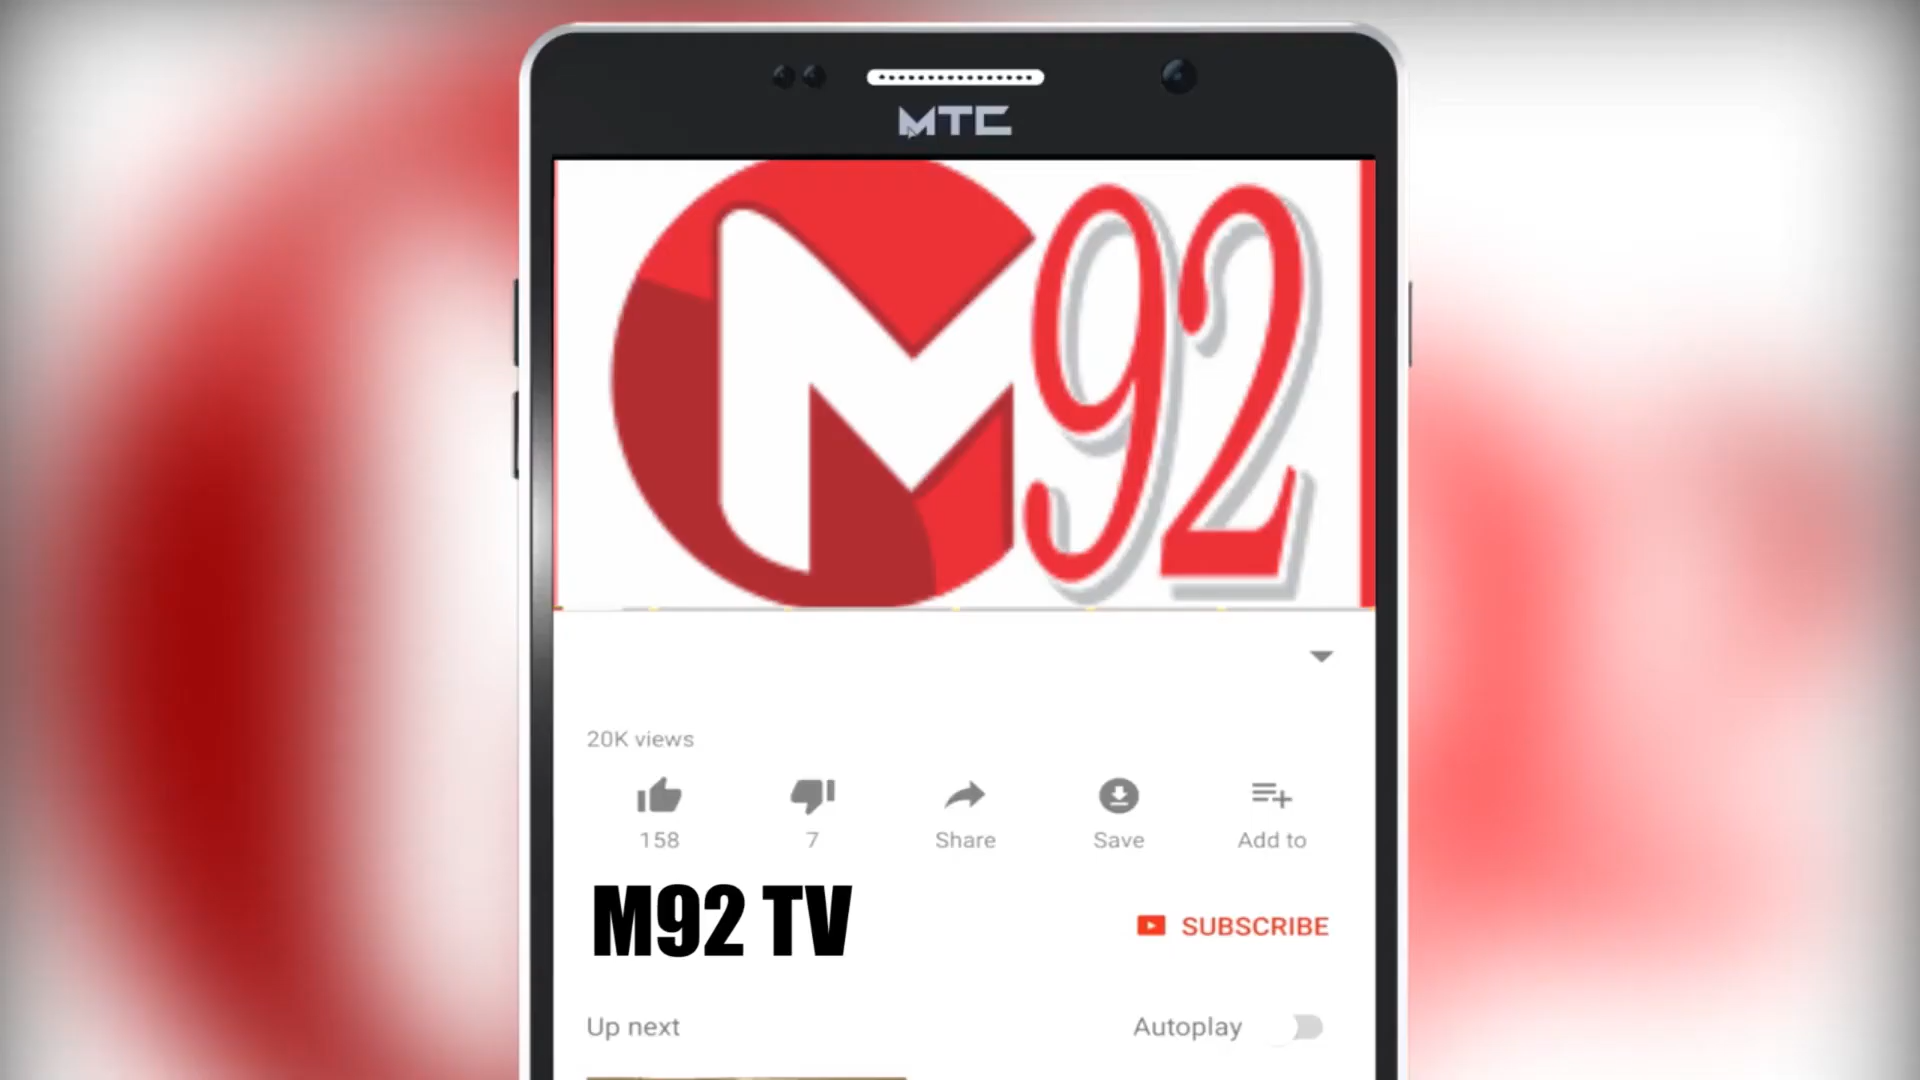 MTC
M92
20K views
158
7
Share
Save
Add to
M92 TV
SUBSCRIBE
Up next
Autoplay